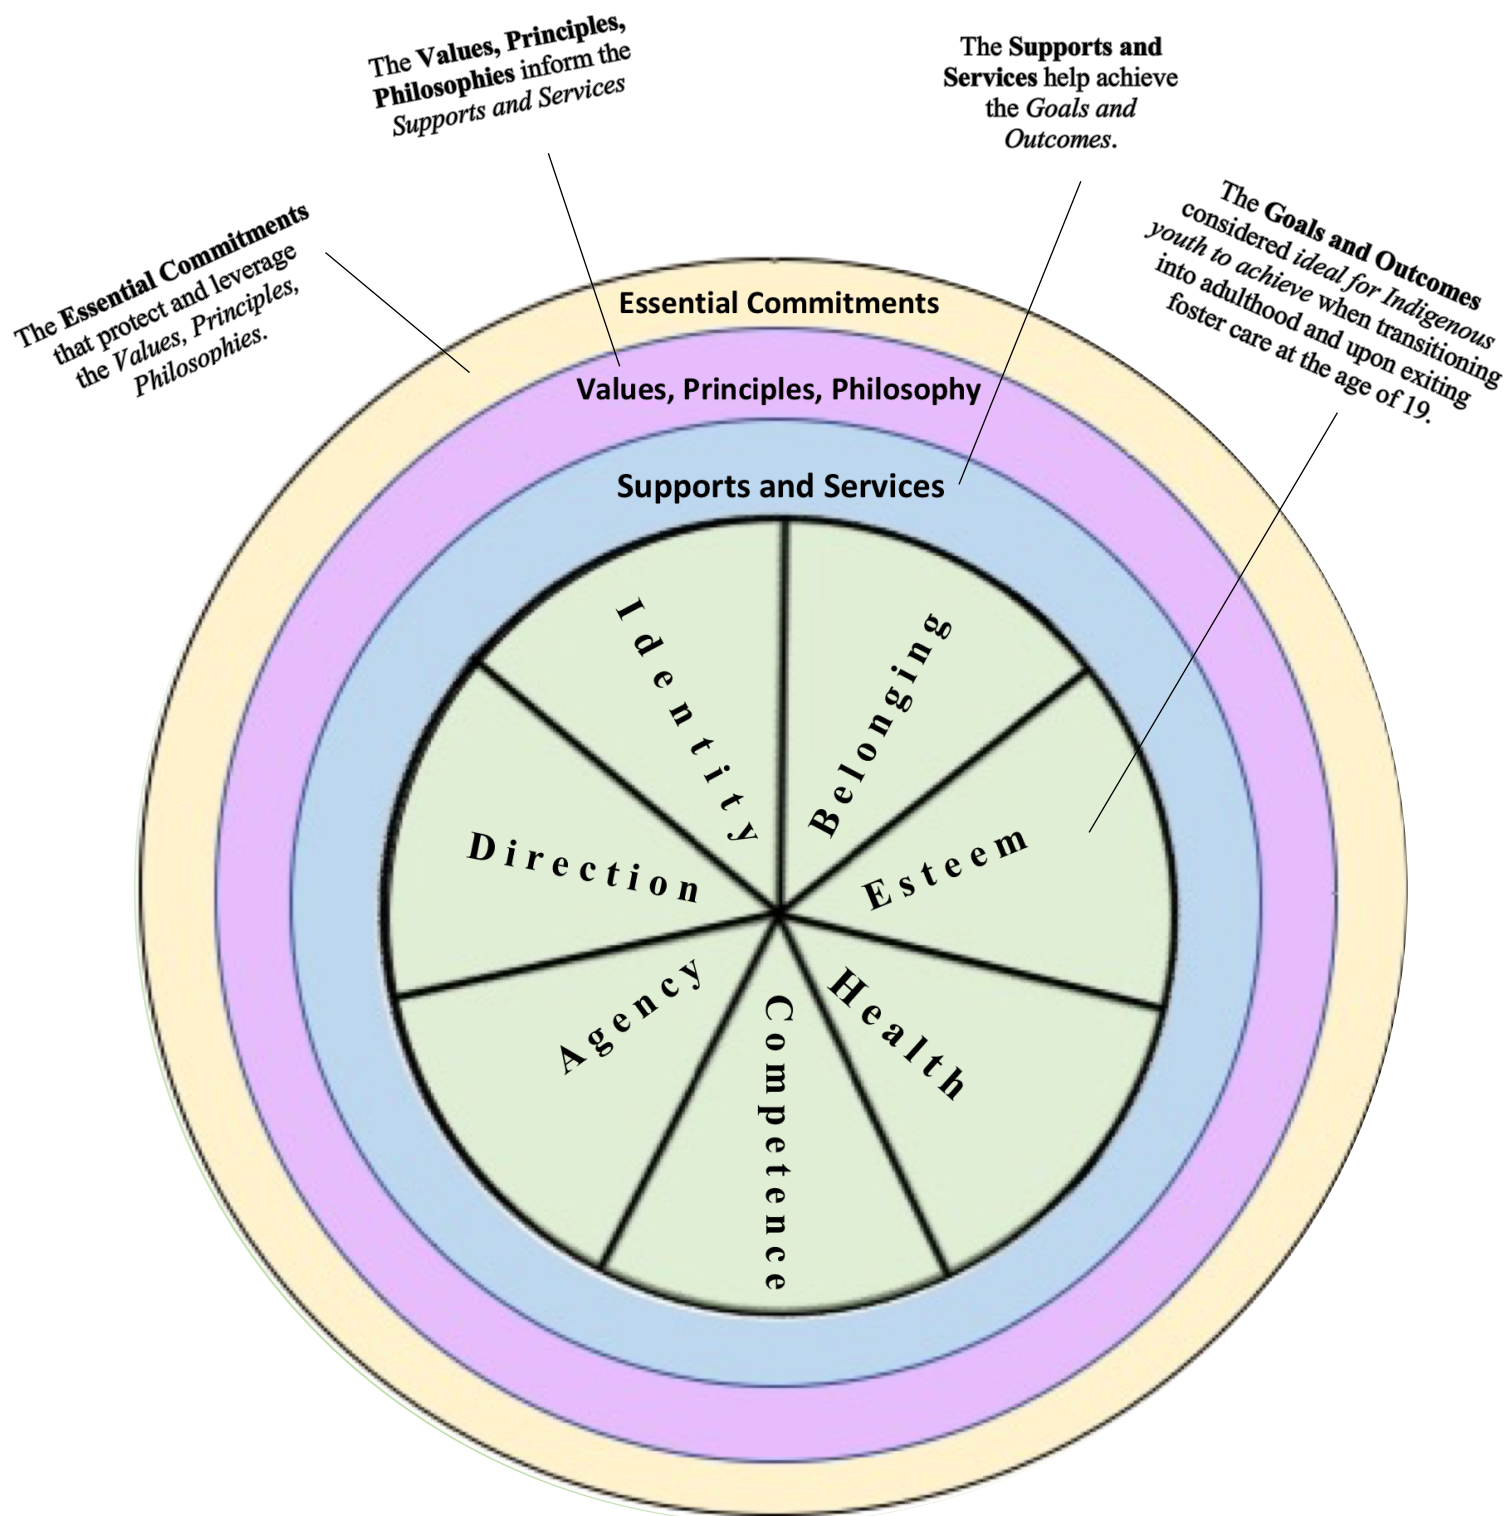 The Values, Principles,
Philosophies inform the
Supports and Services
The Supports and
Services help achieve
the Goals and
Outcomes.
The Essential Commitments
that protect and leverage
the Values, Principles,
Philosophies.
The Goals and Outcomes
considered ideal for Indigenous
youth to achieve when transitioning
into adulthood and upon exiting
foster care at the age of 19.
Essential Commitments
Values, Principles, Philosophy
Supports and Services
Identity
Belonging
Direction
Esteem
Agency
Health
Competence